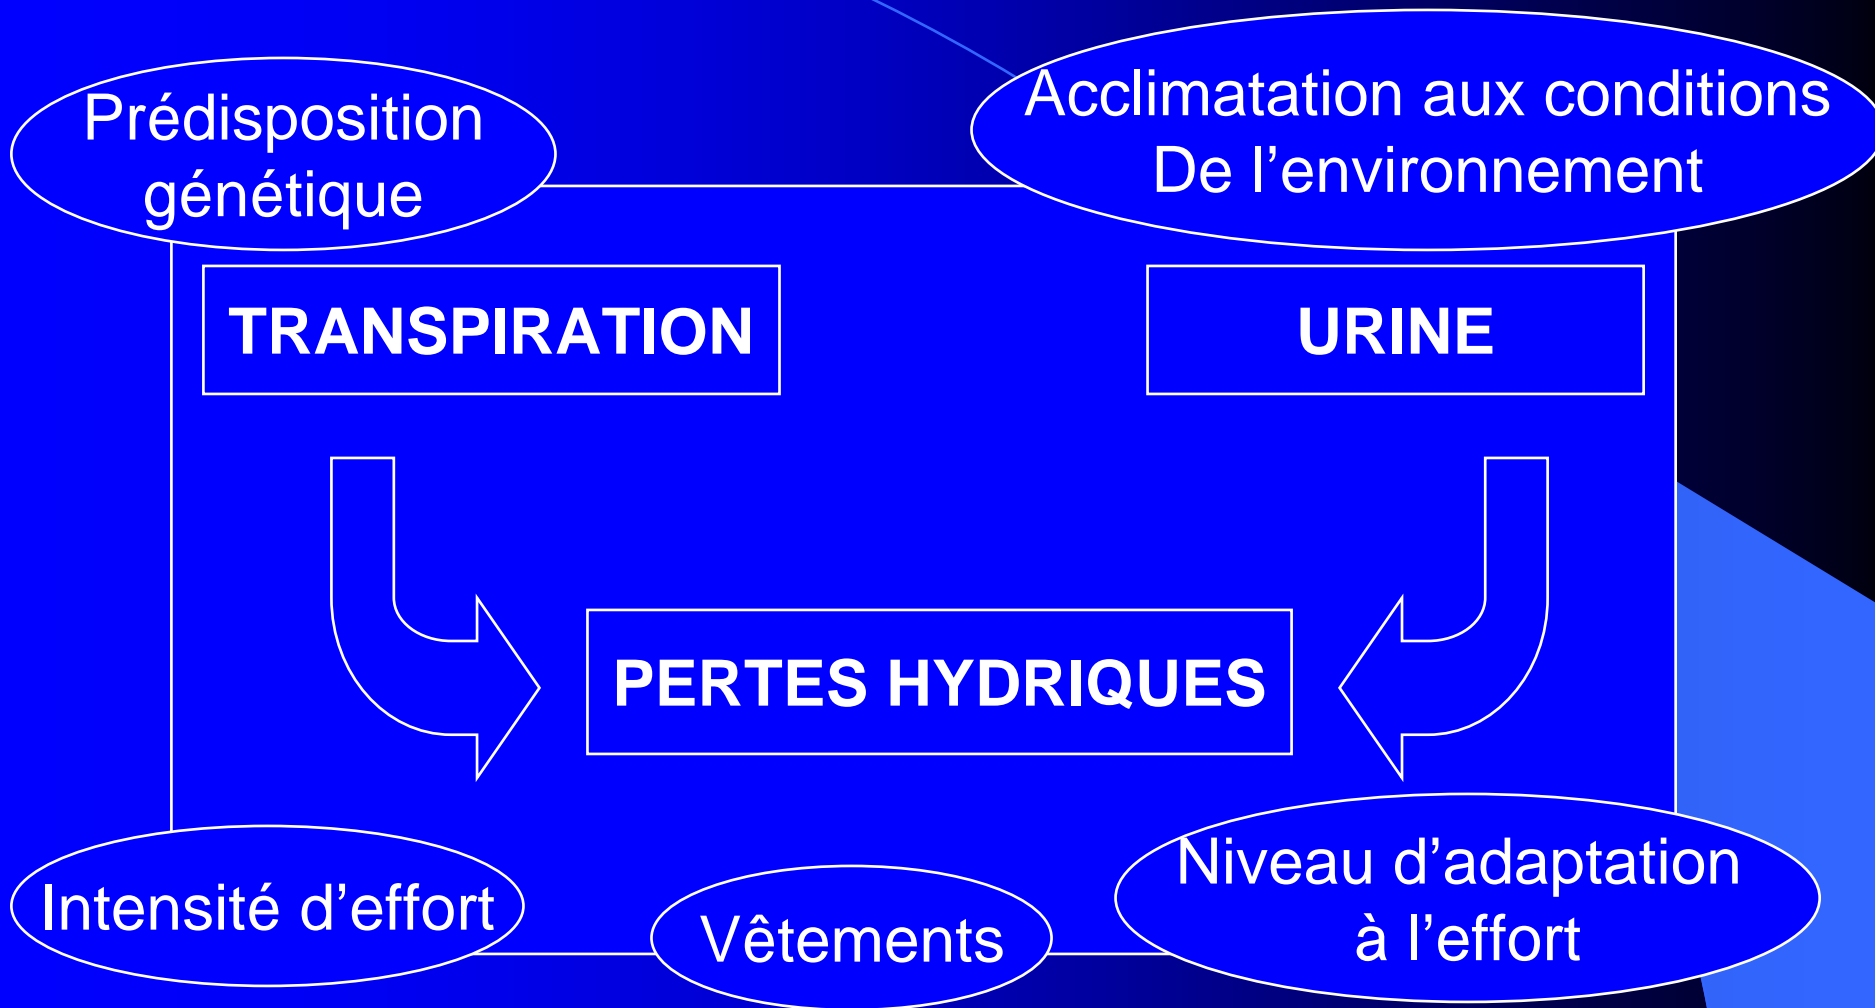 Prédisposition
génétique
Acclimatation aux conditions
De l’environnement
TRANSPIRATION
URINE
PERTES HYDRIQUES
Intensité d’effort
Vêtements
Niveau d’adaptation
à l’effort